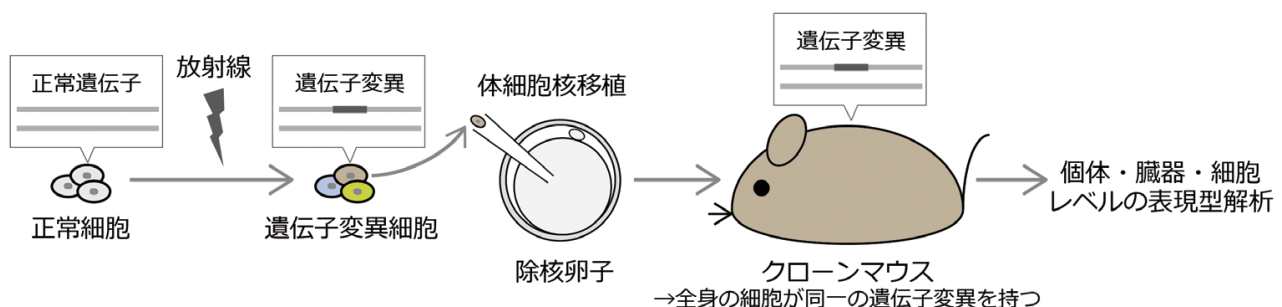 正常遺伝子
正常細胞
放射線
遺伝子変異
遺伝子変異細胞
体細胞核移植
除核卵子
遺伝子変異
クローンマウス
→全身の細胞が同一の遺伝子変異を持つ
個体・臓器・細胞
レベルの表現型解析